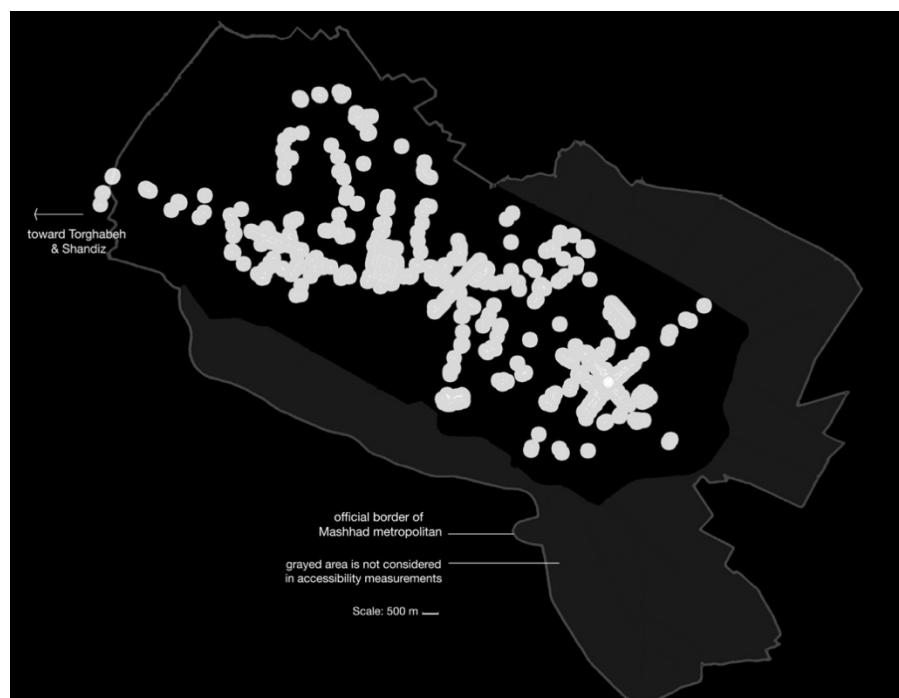 toward Torghabeh
& Shandiz
official border of
Mashhad metropolitan
grayed area is not considered
in accessibility measurements
Scale: 500 m